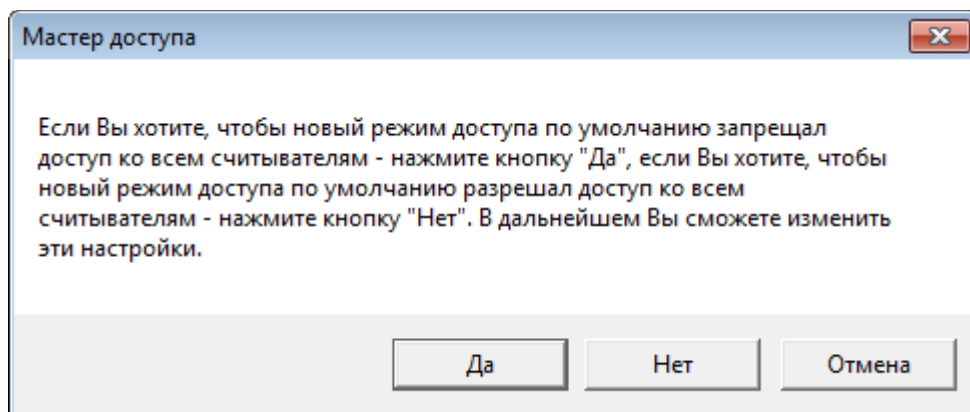 Мастер доступа
Если Вы хотите, чтобы новый режим доступа по умолчанию запрещал
доступ ко всем считывателям - нажмите кнопку "Да", если Вы хотите, чтобы
новый режим доступа по умолчанию разрешал доступ ко всем
считывателям - нажмите кнопку "Нет". В дальнейшем Вы сможете изменить
эти настройки.
Да Нет Отмена